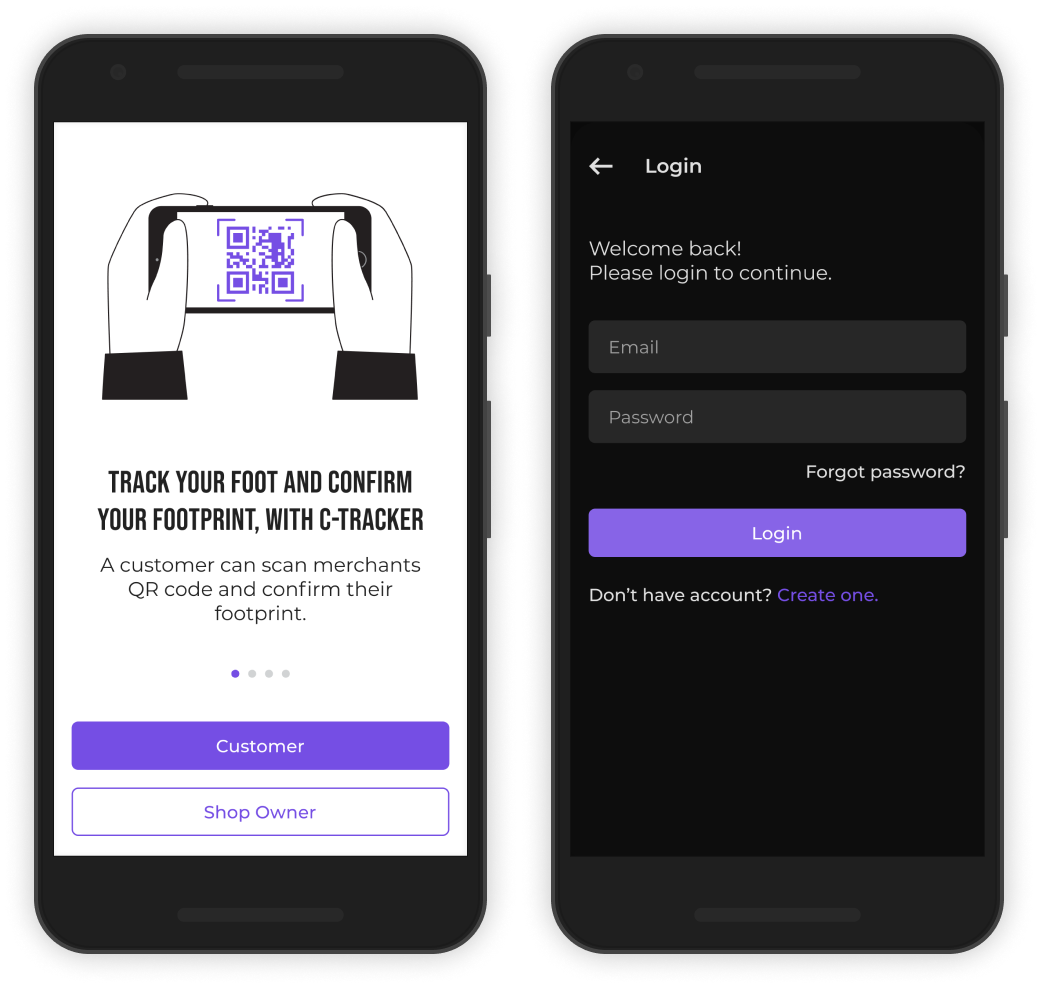 TRACK YOUR FOOT AND CONFIRM
YOUR FOOTPRINT, WITH C-TRACKER
A customer can scan merchants
QR code and confirm their
footprint.
Customer
Shop Owner
Login
Welcome back!
Please login to continue.
Email
Password
Forgot password?
Login
Don’t have account? Create one.